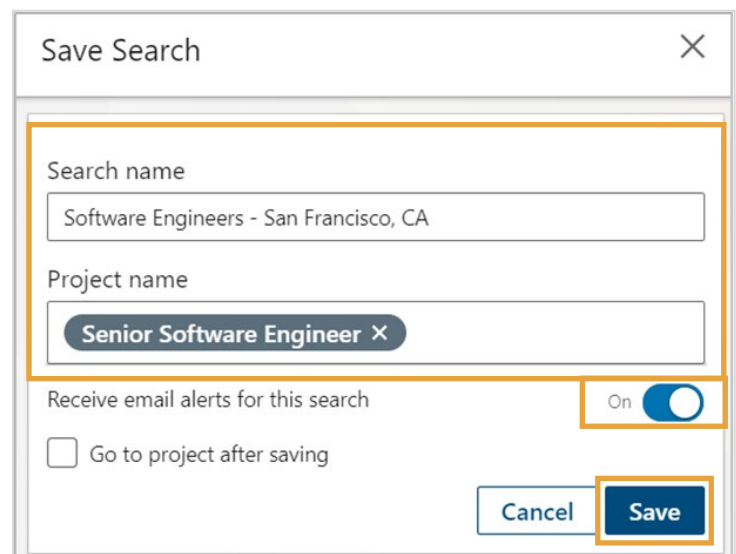 Save Search
Search name
Software Engineers - San Francisco, CA
Project name
Senior Software Engineer ×
Receive email alerts for this search On
Go to project after saving
Cancel Save